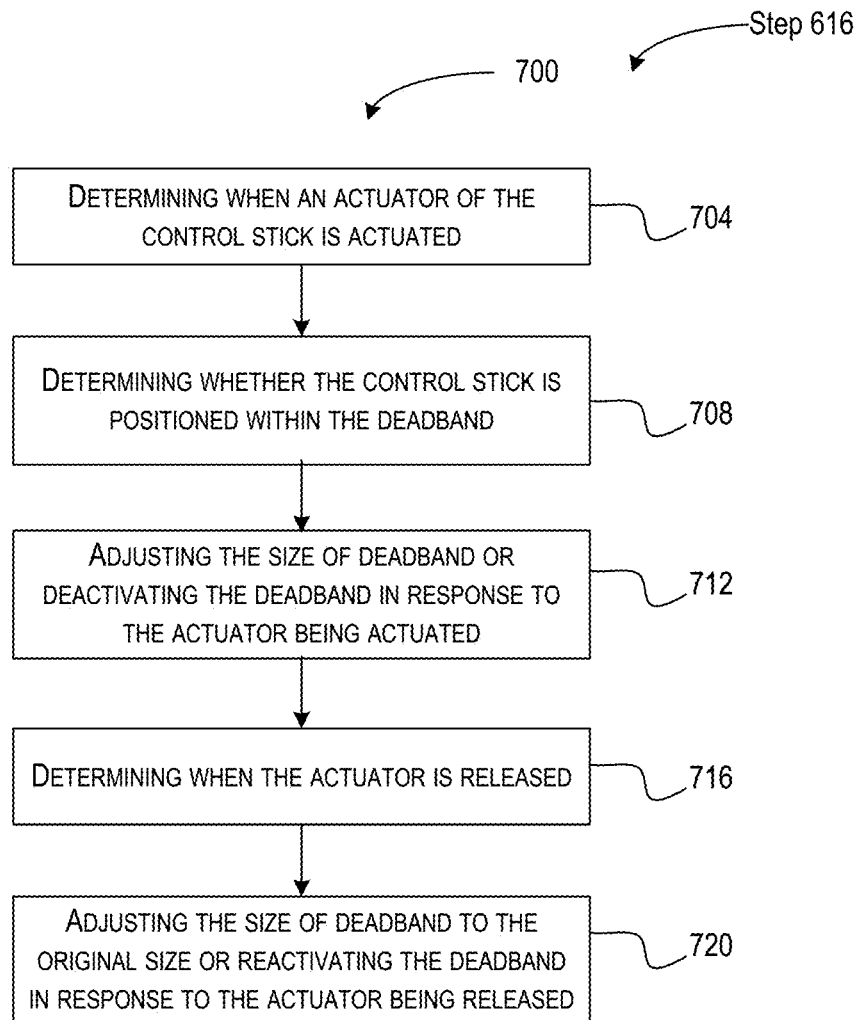 Step 616
700
DETERMINING WHEN AN ACTUATOR OF THE
CONTROL STICK IS ACTUATED
704
DETERMINING WHETHER THE CONTROL STICK IS
POSITIONED WITHIN THE DEADBAND
708
ADJUSTING THE SIZE OF DEADBAND OR
DEACTIVATING THE DEADBAND IN RESPONSE TO
THE ACTUATOR BEING ACTUATED
712
DETERMINING WHEN THE ACTUATOR IS RELEASED
716
ADJUSTING THE SIZE OF DEADBAND TO THE
ORIGINAL SIZE OR REACTIVATING THE DEADBAND
IN RESPONSE TO THE ACTUATOR BEING RELEASED
720